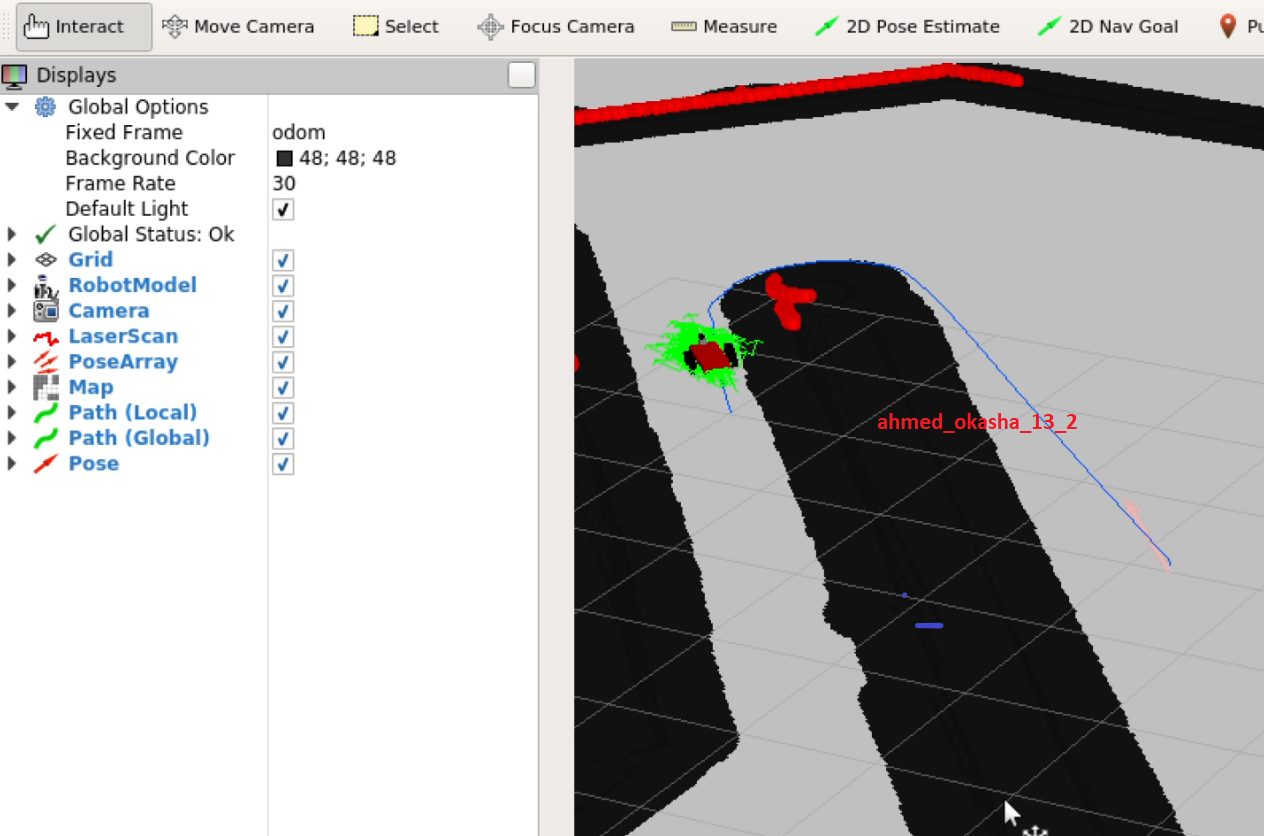 Interact Move Camera Select Focus Camera Measure 2D Pose Estimate 2D Nav Goal
Displays
Global Options
Fixed Frame odom
Background Color 48; 48; 48
Frame Rate 30
Default Light
Global Status: Ok
Grid
RobotModel
Camera
LaserScan
PoseArray
Map
Path (Local)
Path (Global)
Pose
ahmed_okasha_13_2